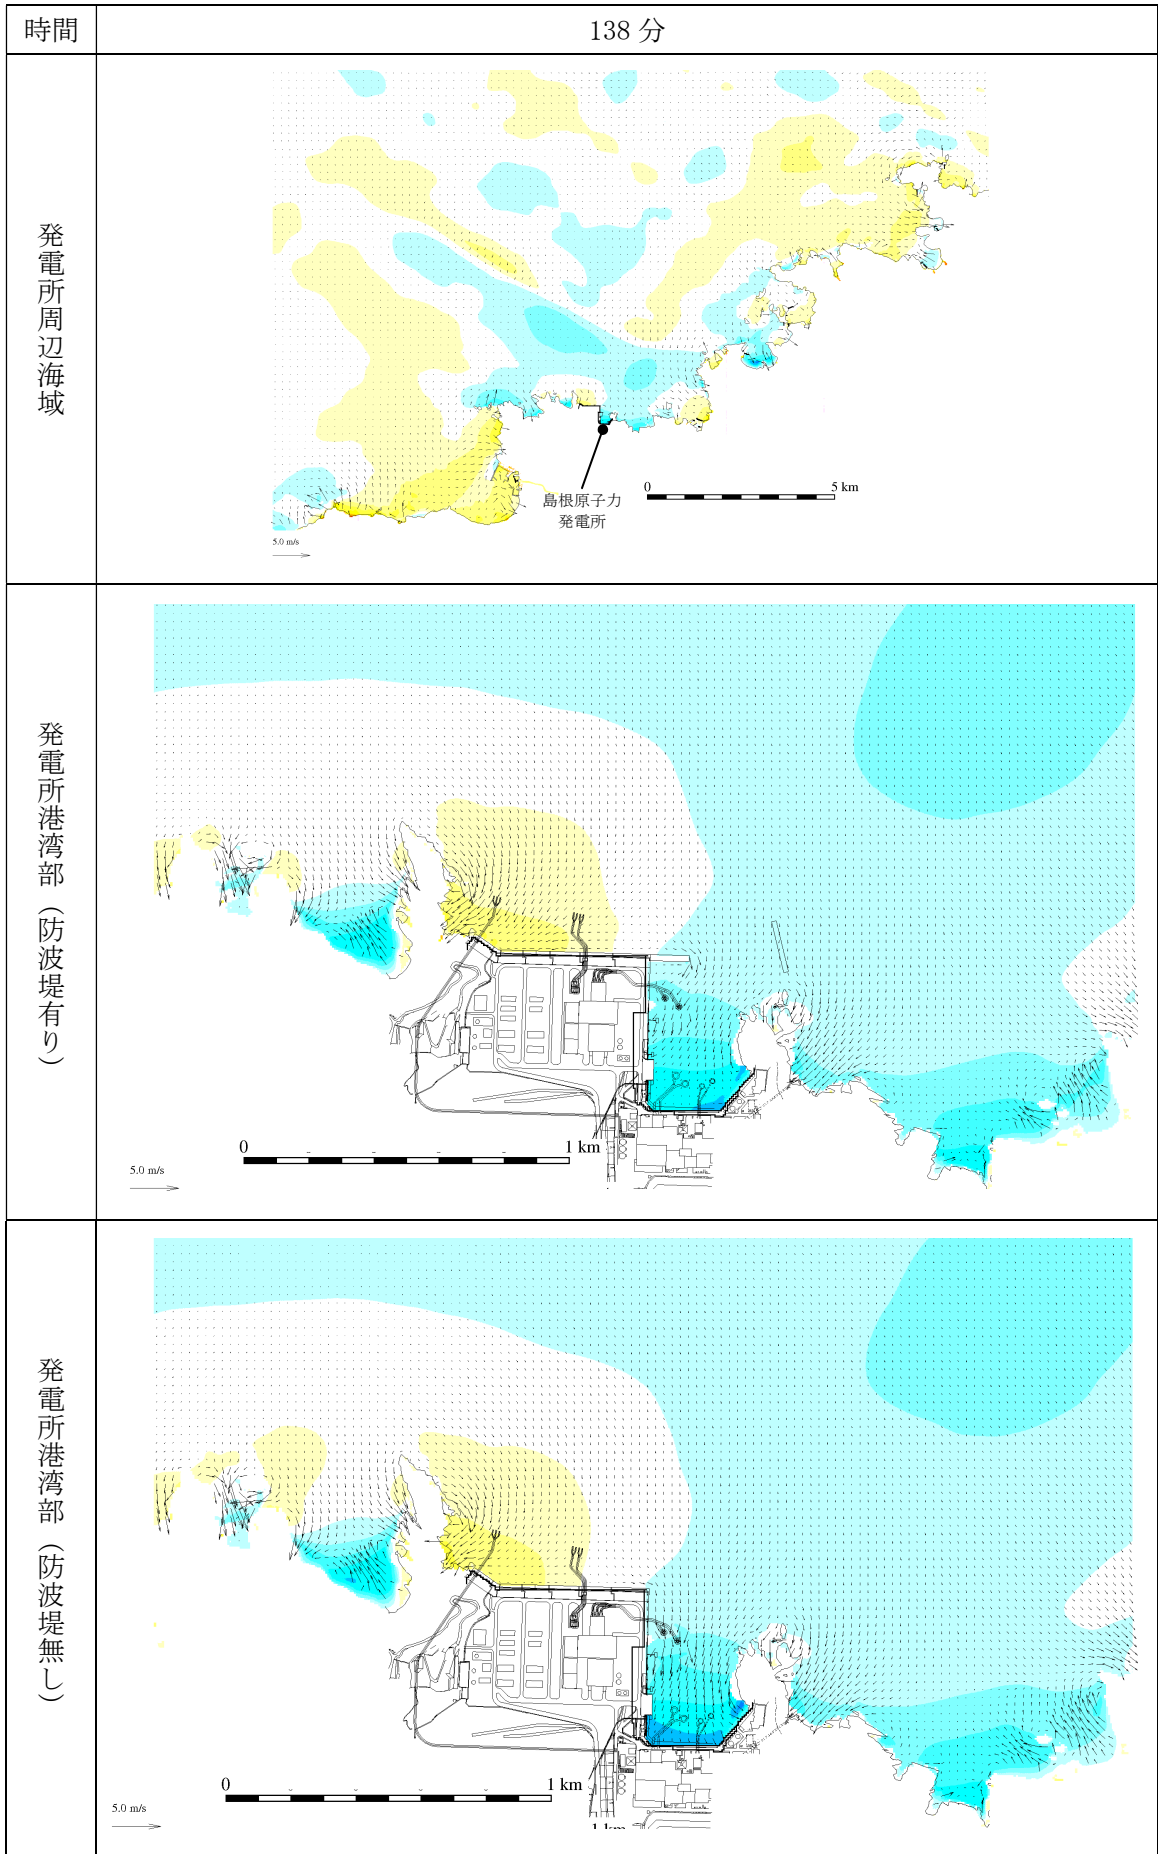 時間
138 分
発電所周辺海域
島根原子力
発電所
0
5 km
5.0 m/s
発電所港湾部（防波堤有り）
0
1 km
5.0 m/s
発電所港湾部（防波堤無し）
0
1 km
5.0 m/s
1 km